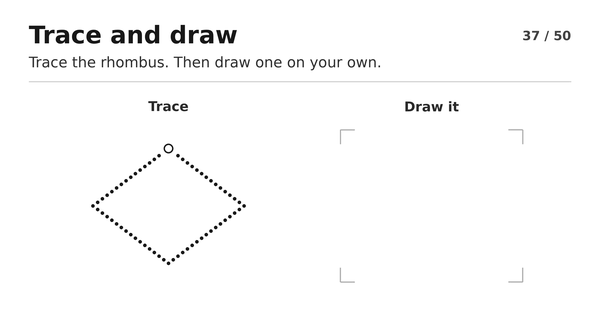 Trace and draw
37 / 50
Trace the rhombus. Then draw one on your own.
Trace
Draw it